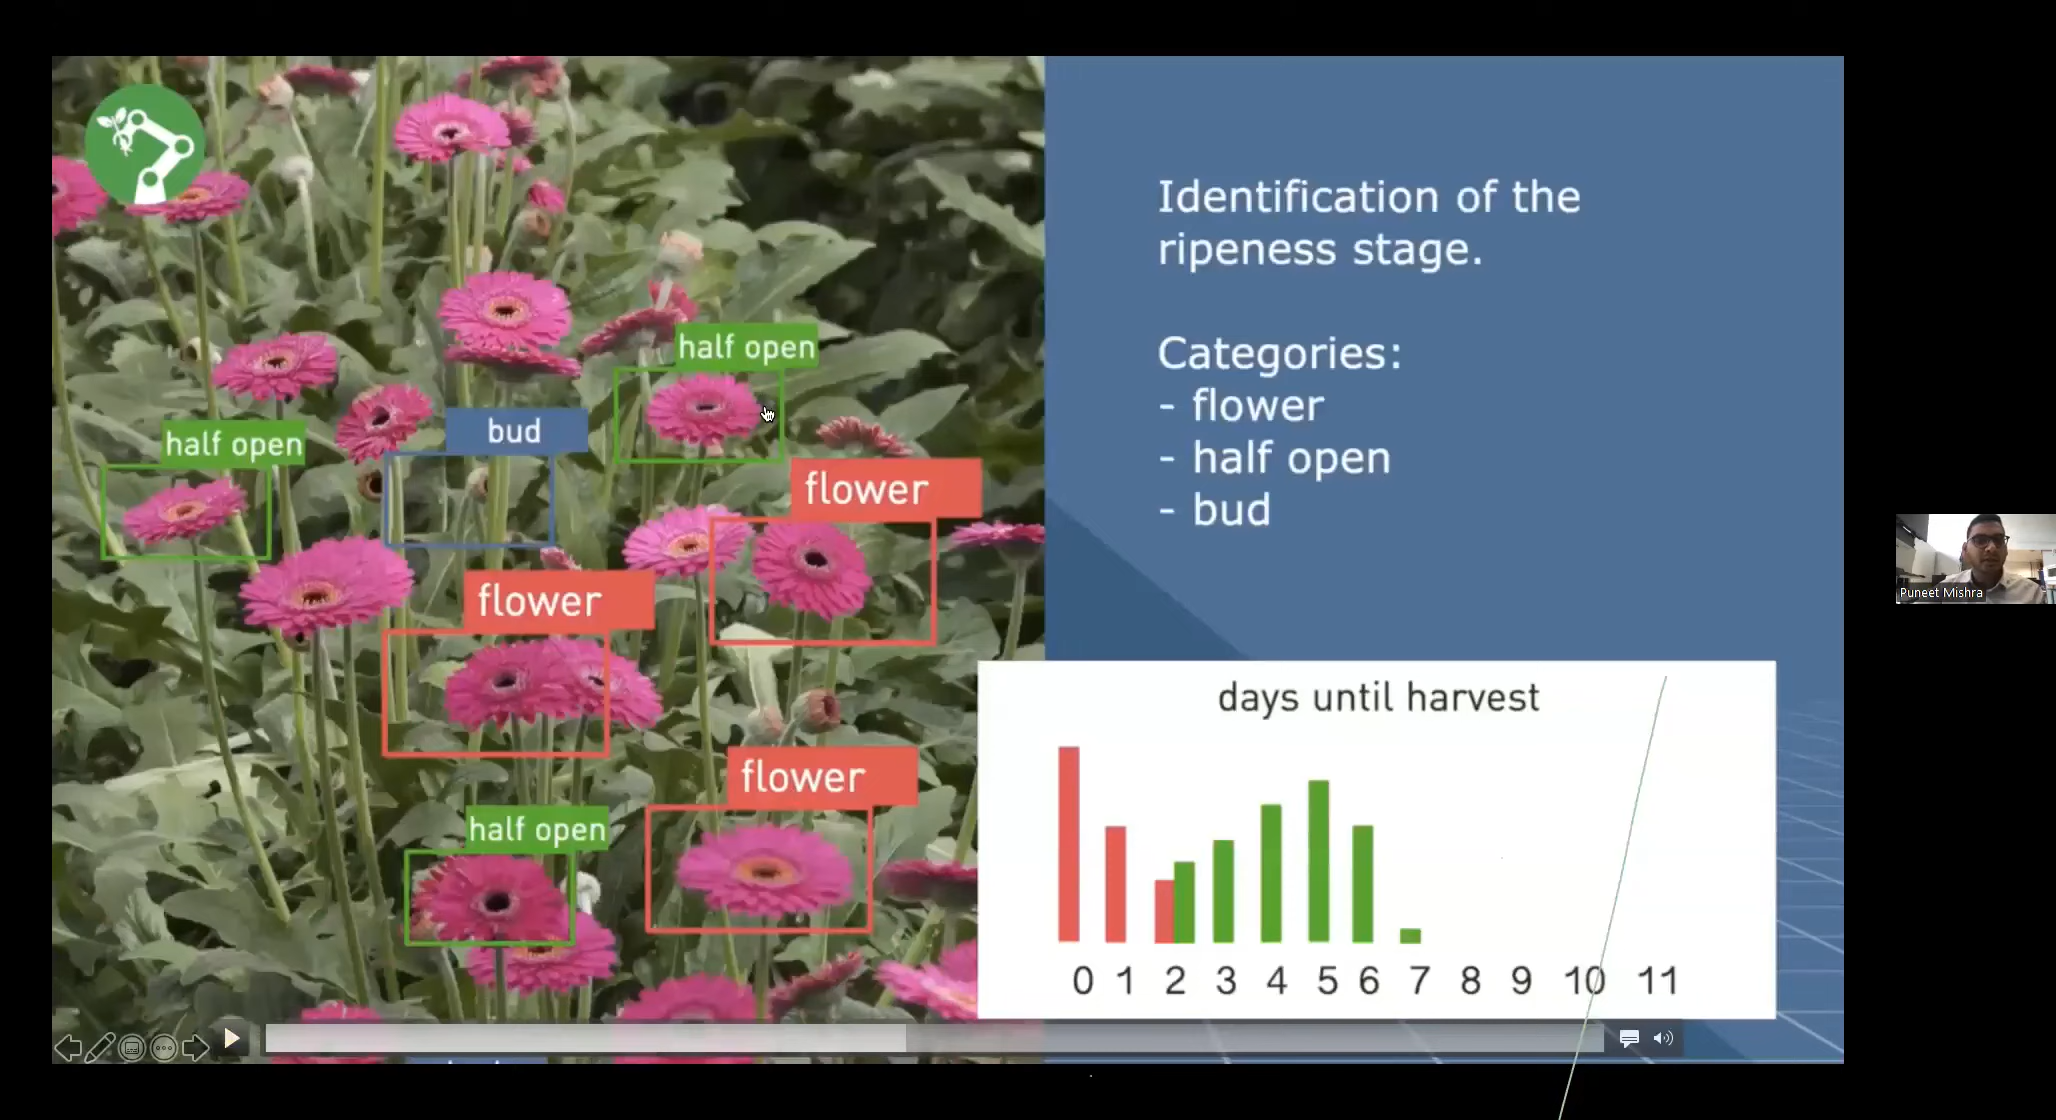 Identification of the
ripeness stage.
Categories:
- flower
- half open
- bud
half open
half open
bud
flower
flower
flower
half open
days until harvest
0 1 2 3 4 5 6 7 8 9 10 11
Puneet Mishra